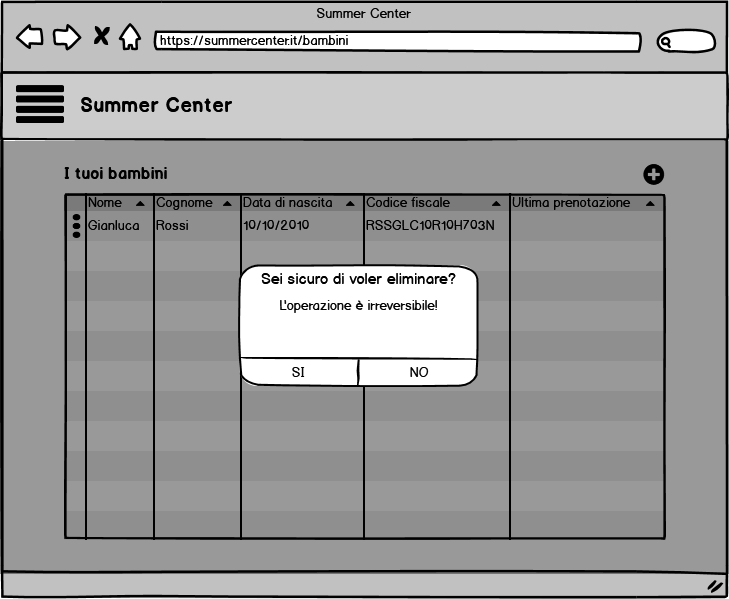 Summer Center
https://summercenter.it/bambini
Summer Center
I tuoi bambini
Nome Cognome Data di nascita Codice fiscale Ultima prenotazione
Gianluca Rossi 10/10/2010 RSSGLC10R10H703N
Sei sicuro di voler eliminare?
L'operazione è irreversibile!
SI NO